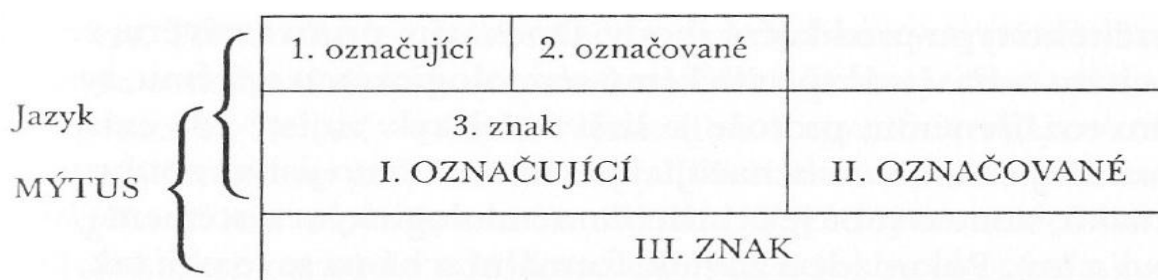 1. označující 2. označované
Jazyk
3. znak
MÝTUS
I. OZNAČUJÍCÍ II. OZNAČOVANÉ
III. ZNAK